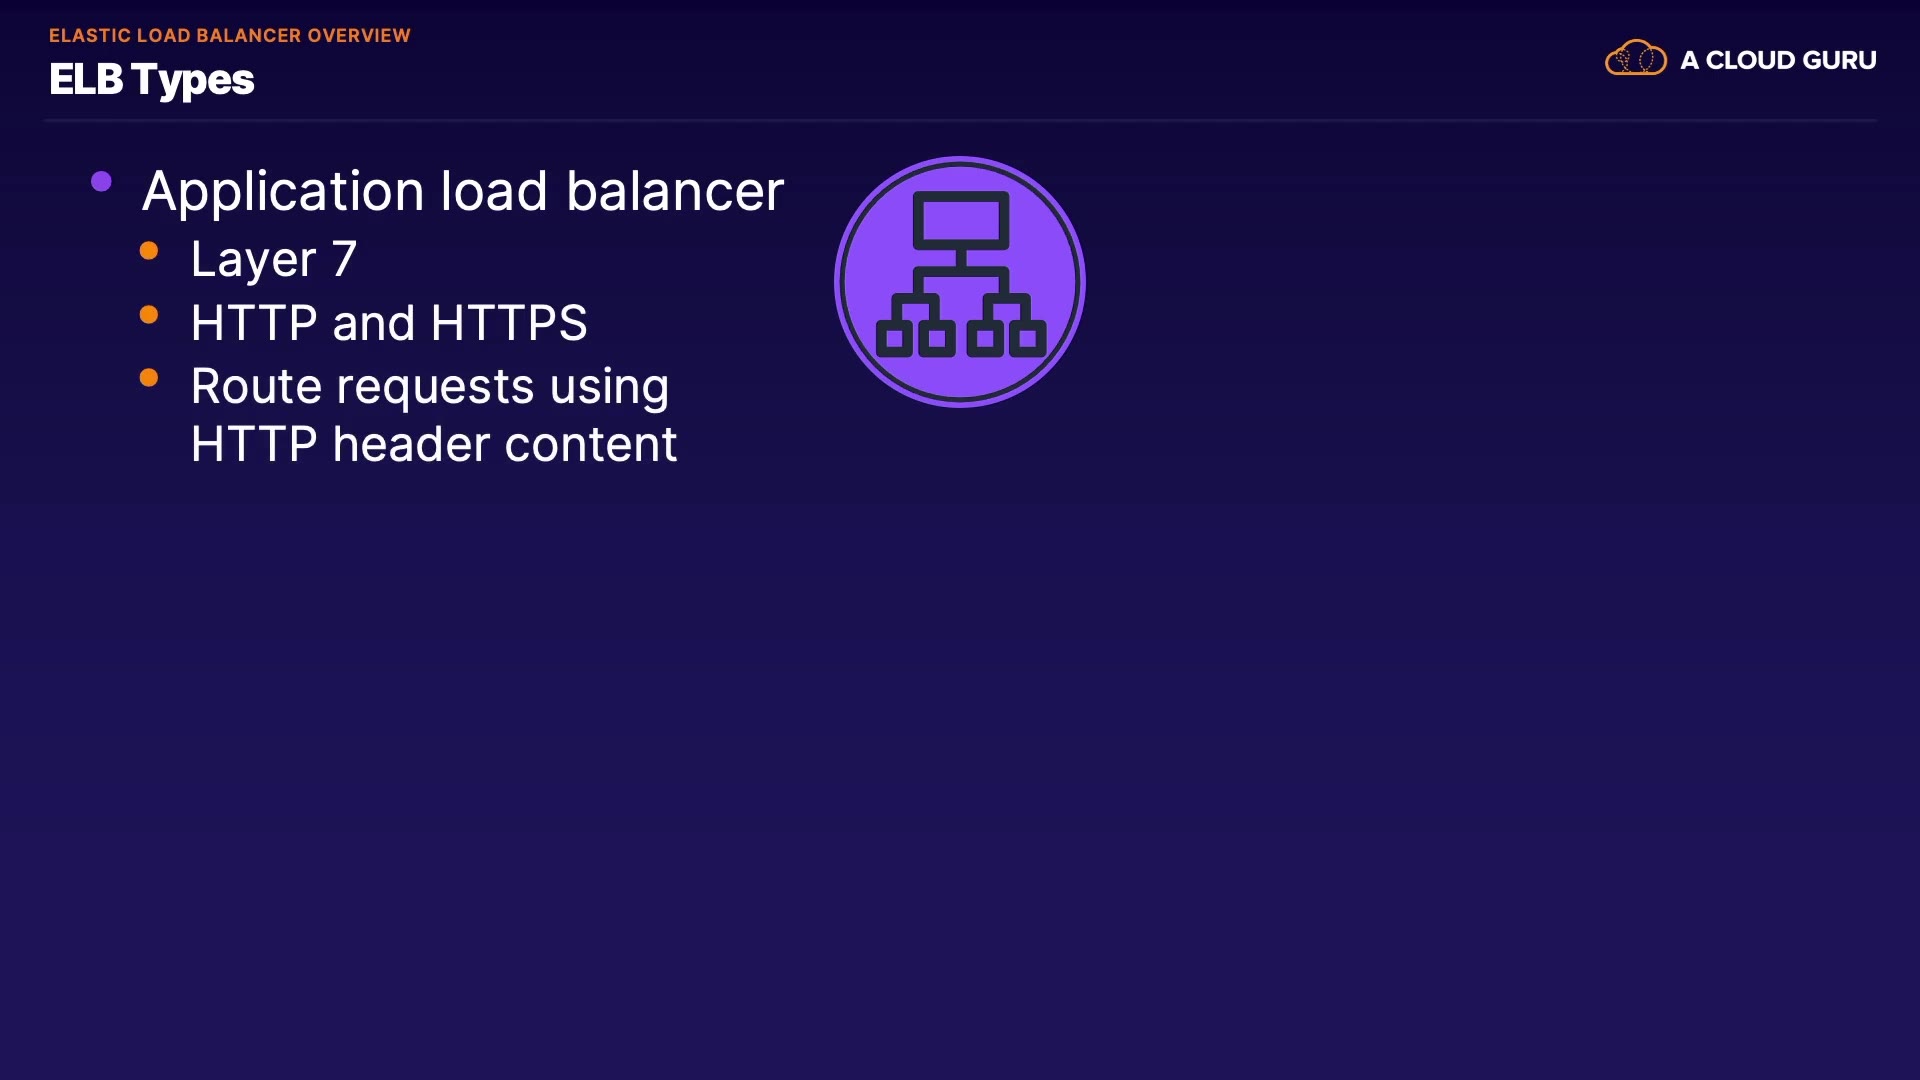 ELASTIC LOAD BALANCER OVERVIEW
ELB Types
A CLOUD GURU
Application load balancer
Layer 7
HTTP and HTTPS
Route requests using
HTTP header content